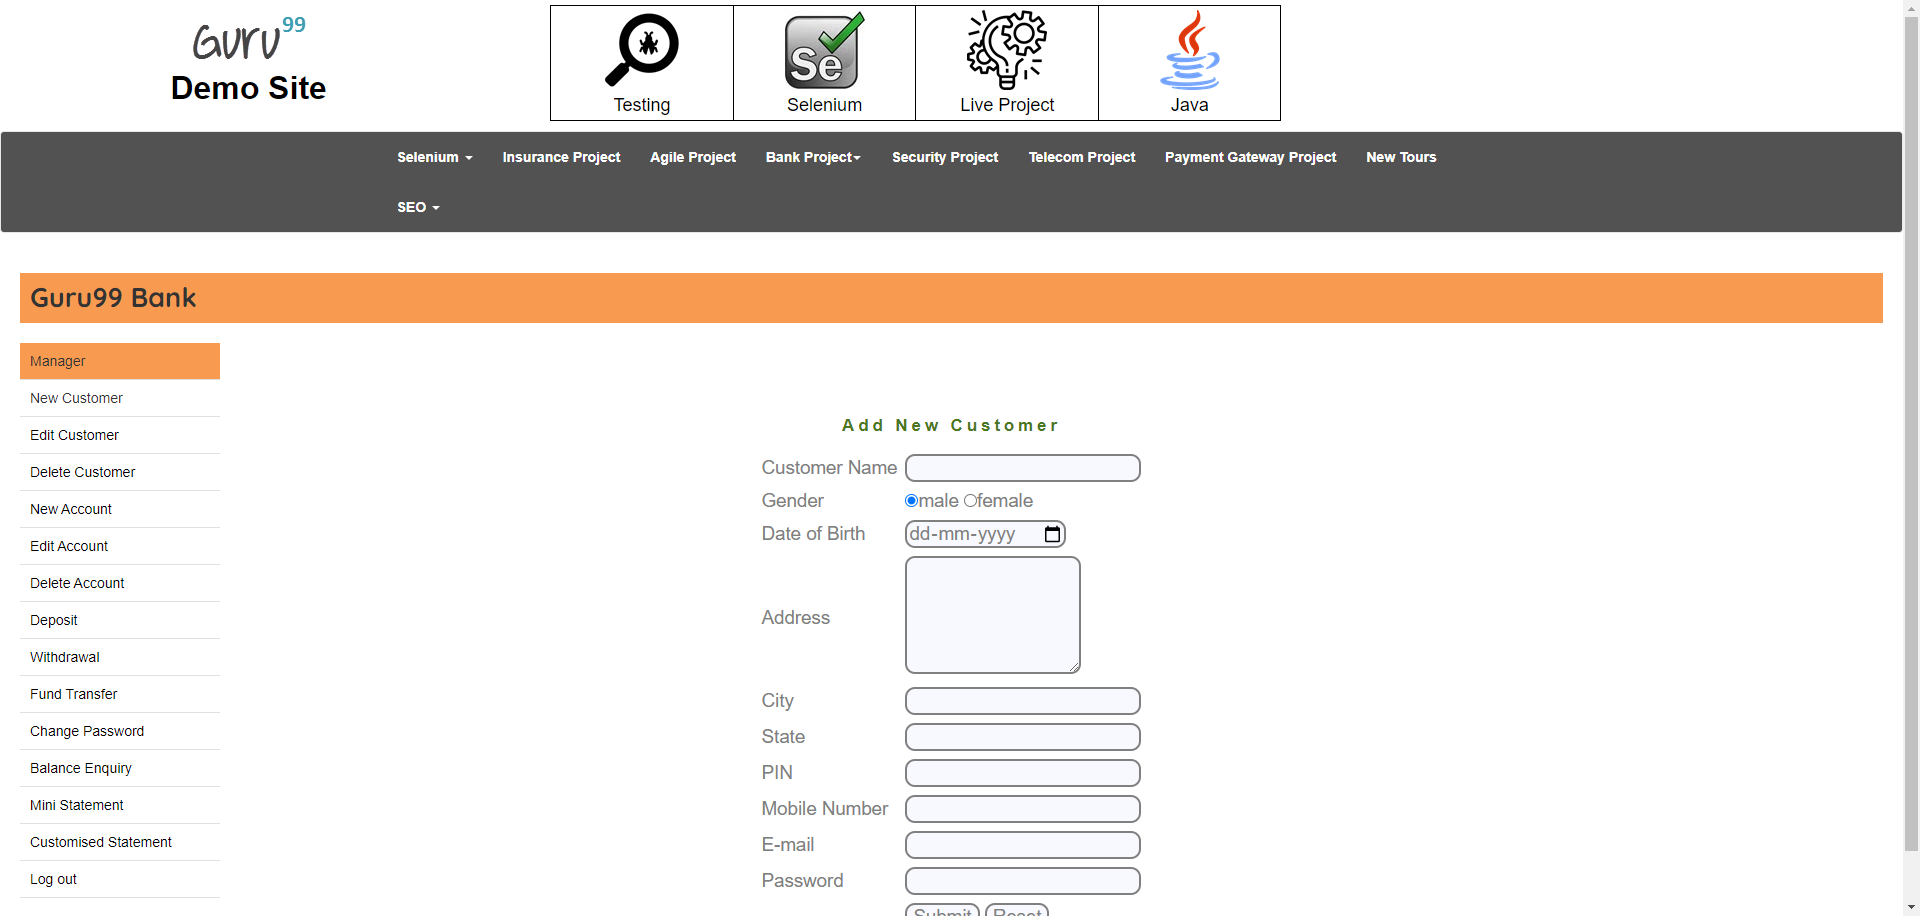 Guru99
Demo Site
Se
Testing
Selenium
Live Project
Java
Selenium
Insurance Project
Agile Project
Bank Project
Security Project
Telecom Project
Payment Gateway Project
New Tours
SEO
Guru99 Bank
Manager
New Customer
Edit Customer
Delete Customer
New Account
Edit Account
Delete Account
Deposit
Withdrawal
Fund Transfer
Change Password
Balance Enquiry
Mini Statement
Customised Statement
Log out
Add New Customer
Customer Name
Gender male female
Date of Birth dd-mm-yyyy
Address
City
State
PIN
Mobile Number
E-mail
Password
Submit Reset